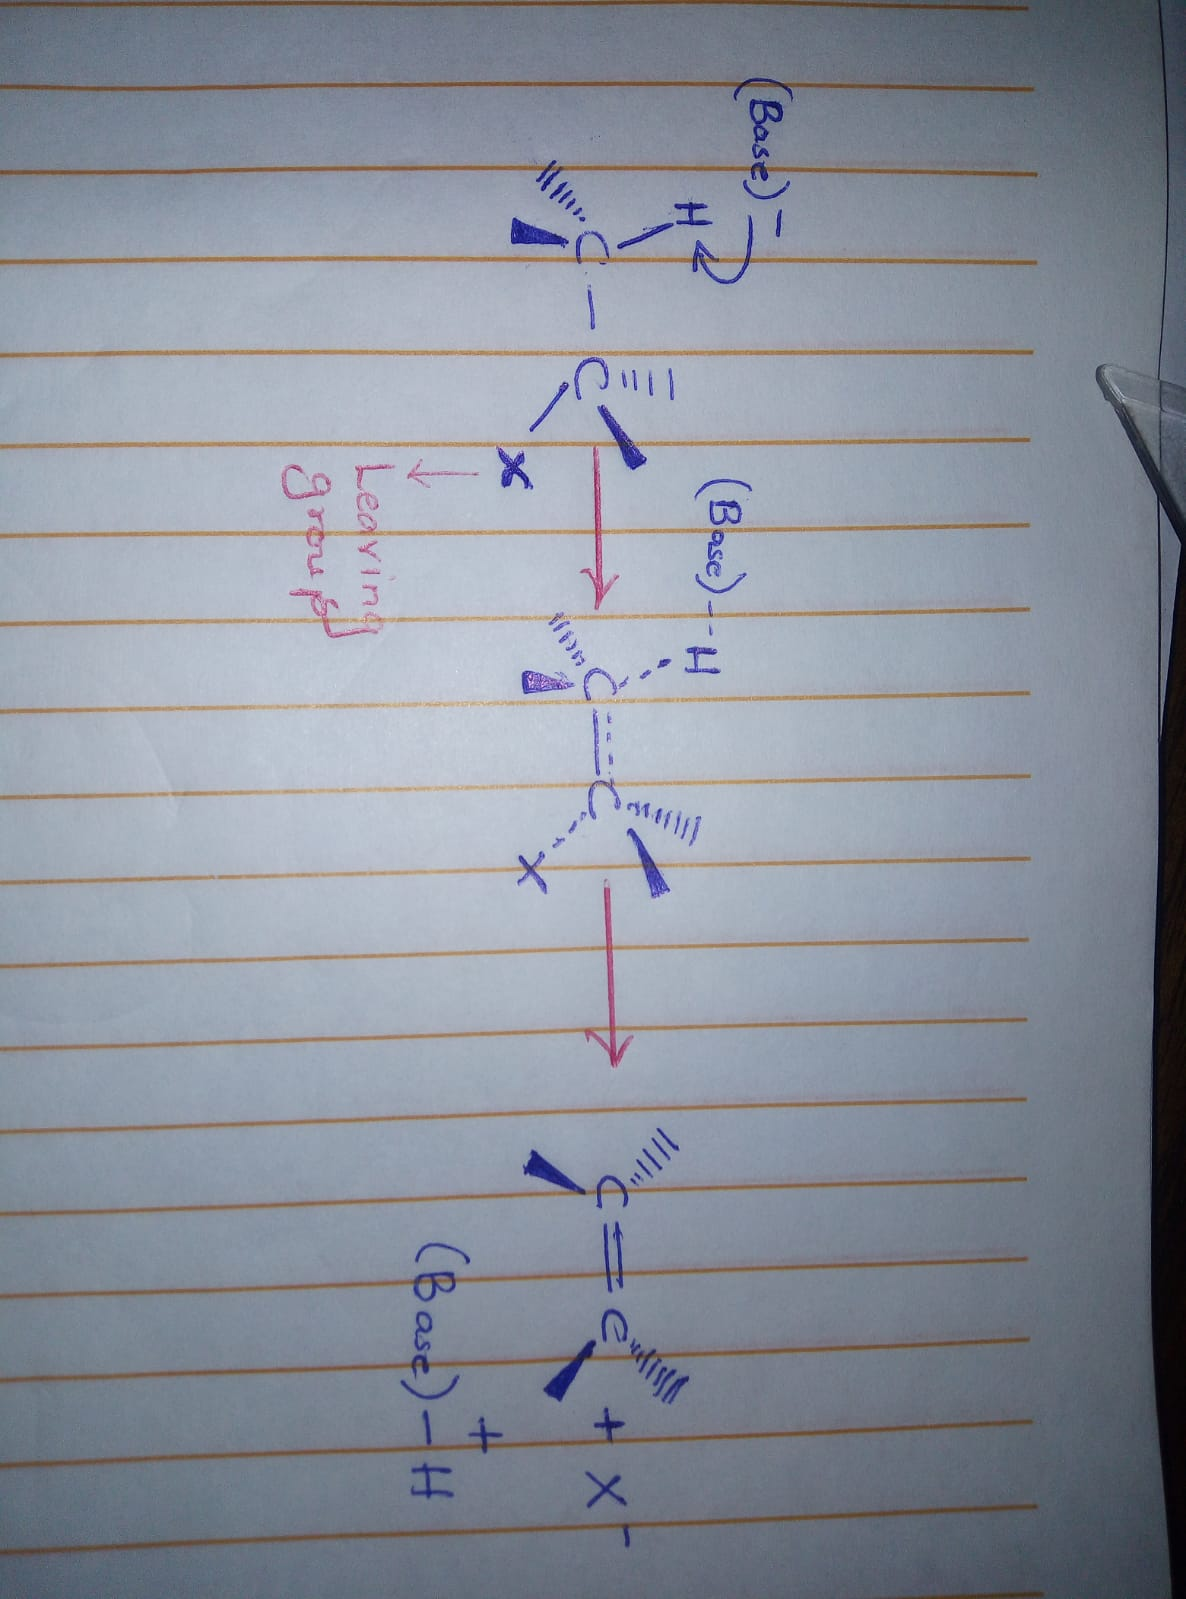 (Base)⁻
H
C — C
X
Leaving
group
(Base)---H
C C
X
C = C + X⁻
+
(Base) — H